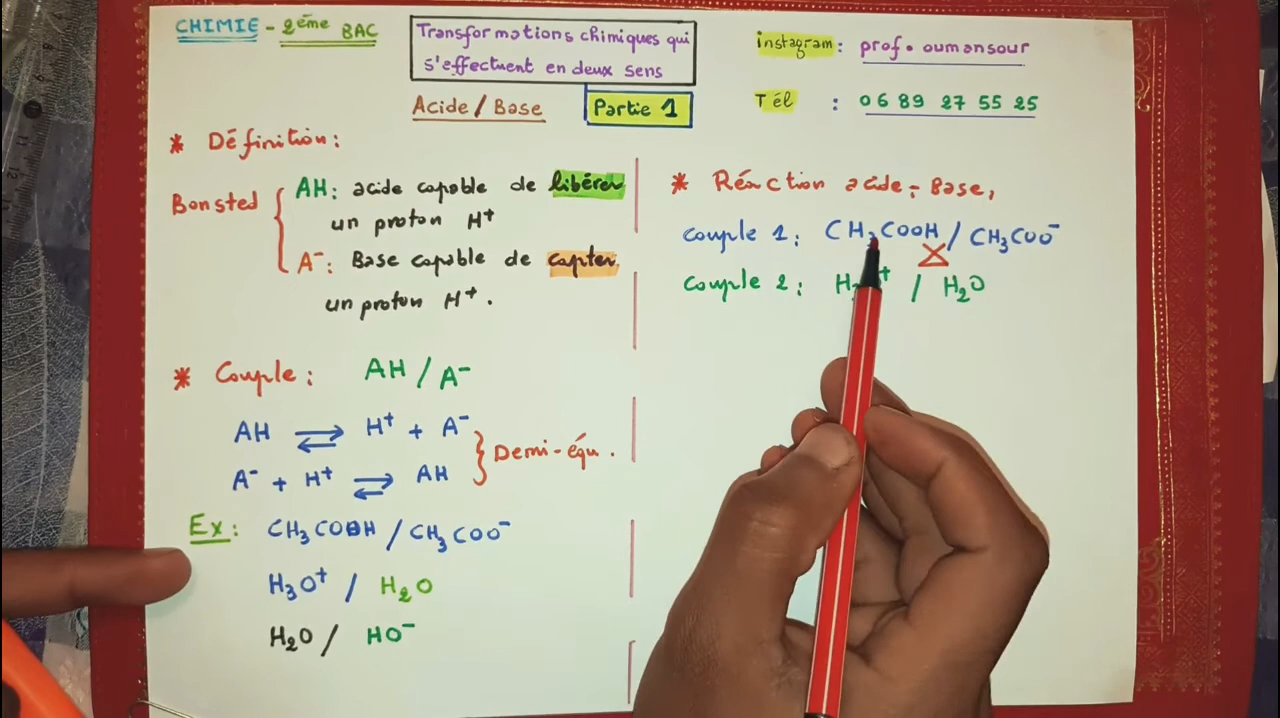 CHIMIE - 2ème BAC
Transformations chimiques qui
s'effectuent en deux sens
instagram: prof.oumansour
Acide / Base
Partie 1
Tél : 06 89 27 55 25
* Définition:
Bonsted
AH: acide capable de libérer
un proton H⁺
A⁻: Base capable de capter
un proton H⁺.
* Couple: AH / A⁻
AH ⇌ H⁺ + A⁻
A⁻ + H⁺ ⇌ AH
Demi-équ.
Ex: CH₃COOH / CH₃COO⁻
H₃O⁺ / H₂O
H₂O / HO⁻
* Réaction acide-Base,
Couple 1: CH₃COOH / CH₃COO⁻
Couple 2: H ⁺ / H₂O